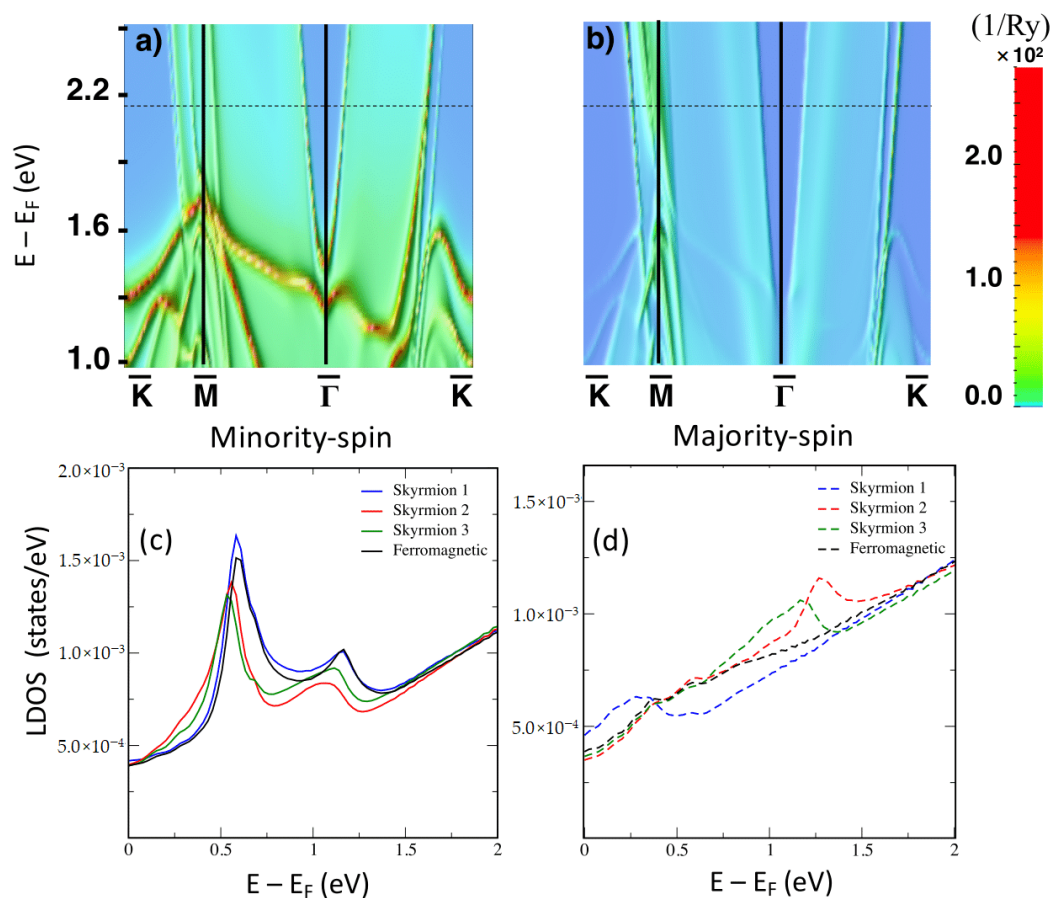 a)
b)
(1/Ry)
× 10²
2.2
1.6
1.0
E – E_F (eV)
2.0
1.0
0.0
K̅ M̅ Γ̅ K̅
K̅ M̅ Γ̅ K̅
Minority-spin
Majority-spin
(c)
2.0×10⁻³
1.5×10⁻³
1.0×10⁻³
5.0×10⁻⁴
LDOS (states/eV)
Skyrmion 1
Skyrmion 2
Skyrmion 3
Ferromagnetic
0 0.5 1 1.5 2
E – E_F (eV)
(d)
1.5×10⁻³
1.0×10⁻³
5.0×10⁻⁴
Skyrmion 1
Skyrmion 2
Skyrmion 3
Ferromagnetic
0 0.5 1 1.5 2
E – E_F (eV)